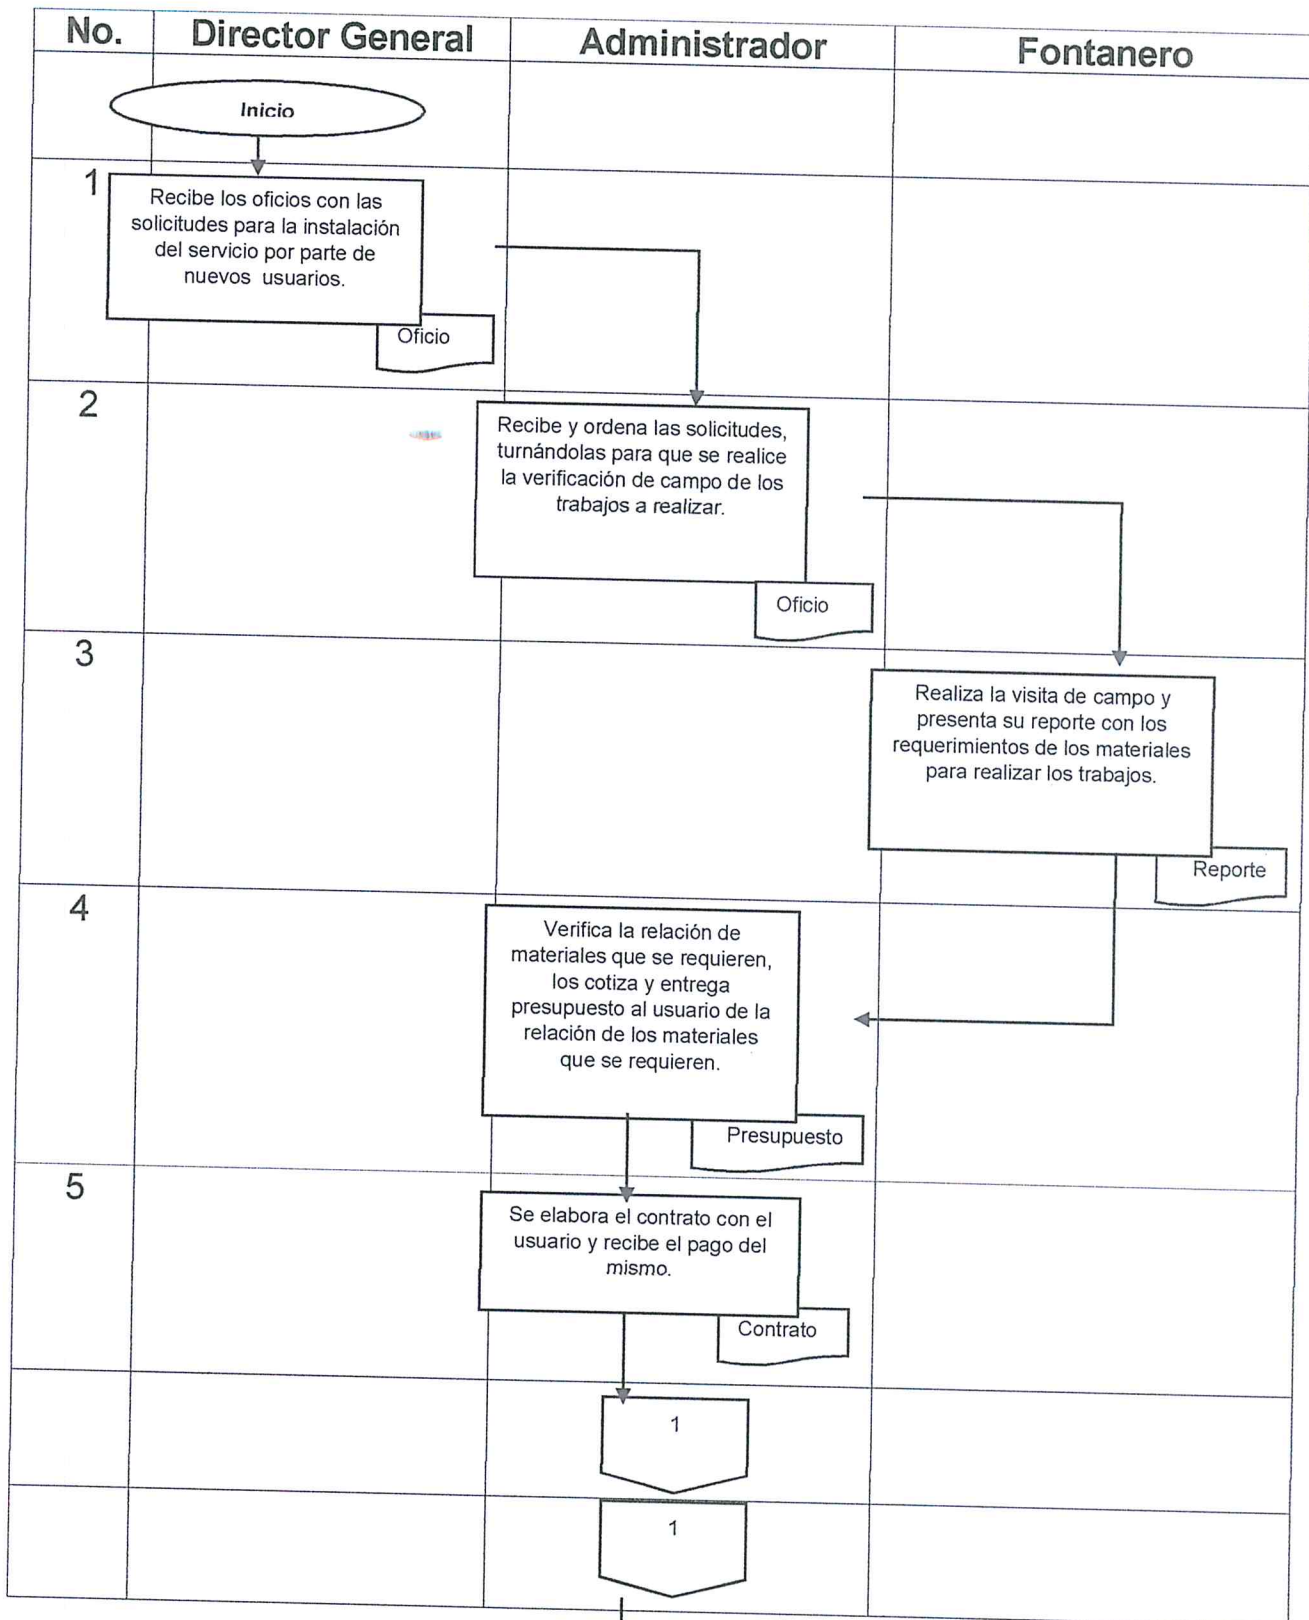 No.
Director General
Administrador
Fontanero
Inicio
1
Recibe los oficios con las
solicitudes para la instalación
del servicio por parte de
nuevos usuarios.
Oficio
2
Recibe y ordena las solicitudes,
turnándolas para que se realice
la verificación de campo de los
trabajos a realizar.
Oficio
3
Realiza la visita de campo y
presenta su reporte con los
requerimientos de los materiales
para realizar los trabajos.
Reporte
4
Verifica la relación de
materiales que se requieren,
los cotiza y entrega
presupuesto al usuario de la
relación de los materiales
que se requieren.
Presupuesto
5
Se elabora el contrato con el
usuario y recibe el pago del
mismo.
Contrato
1
1